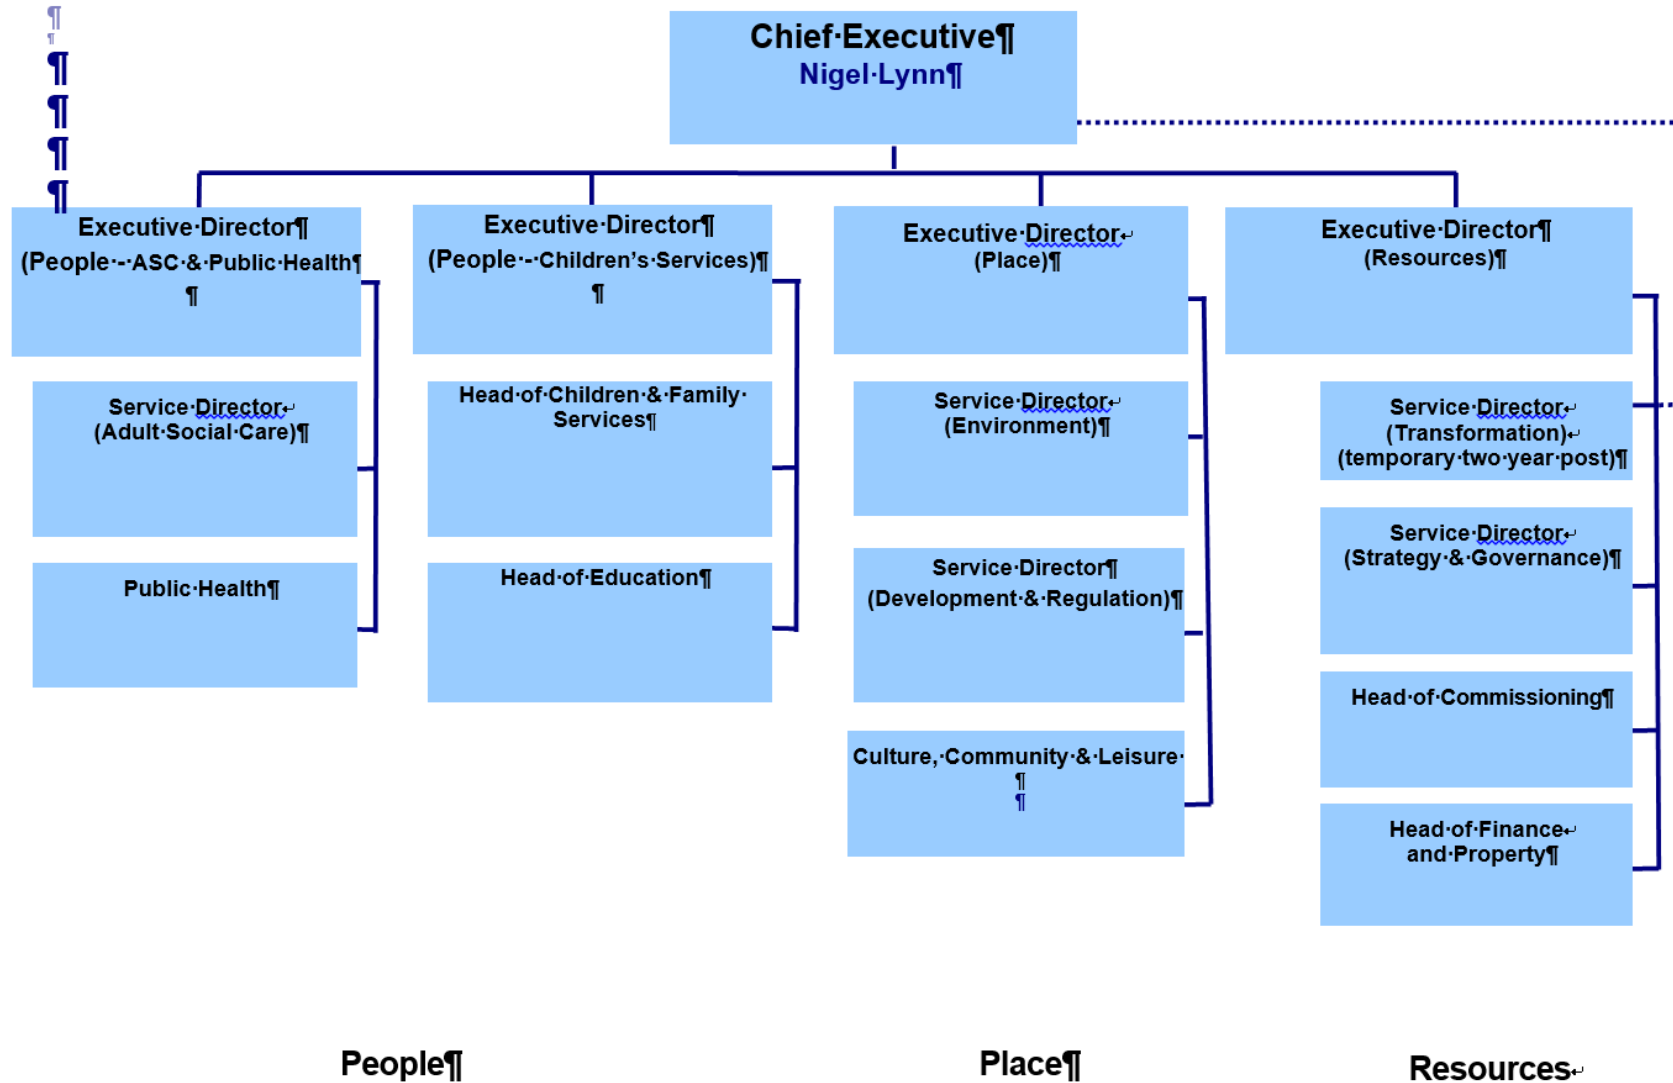 Chief Executive
Nigel Lynn
Executive Director
(People - ASC & Public Health
Service Director
(Adult Social Care)
Public Health
Executive Director
(People - Children’s Services)
Head of Children & Family
Services
Head of Education
Executive Director
(Place)
Service Director
(Environment)
Service Director
(Development & Regulation)
Culture, Community & Leisure
Executive Director
(Resources)
Service Director
(Transformation)
(temporary two year post)
Service Director
(Strategy & Governance)
Head of Commissioning
Head of Finance
and Property
People
Place
Resources